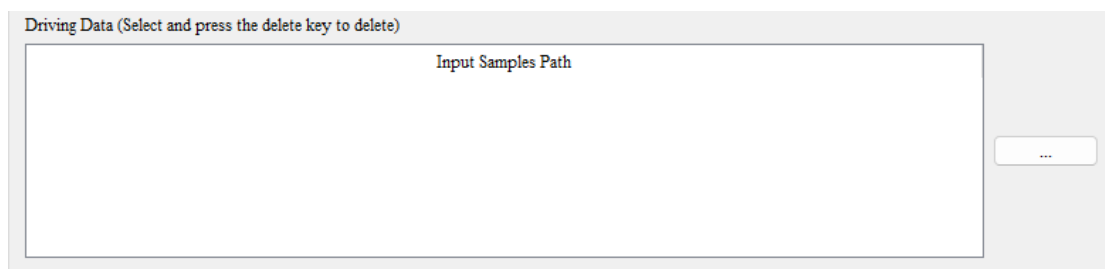 Driving Data (Select and press the delete key to delete)
Input Samples Path
...